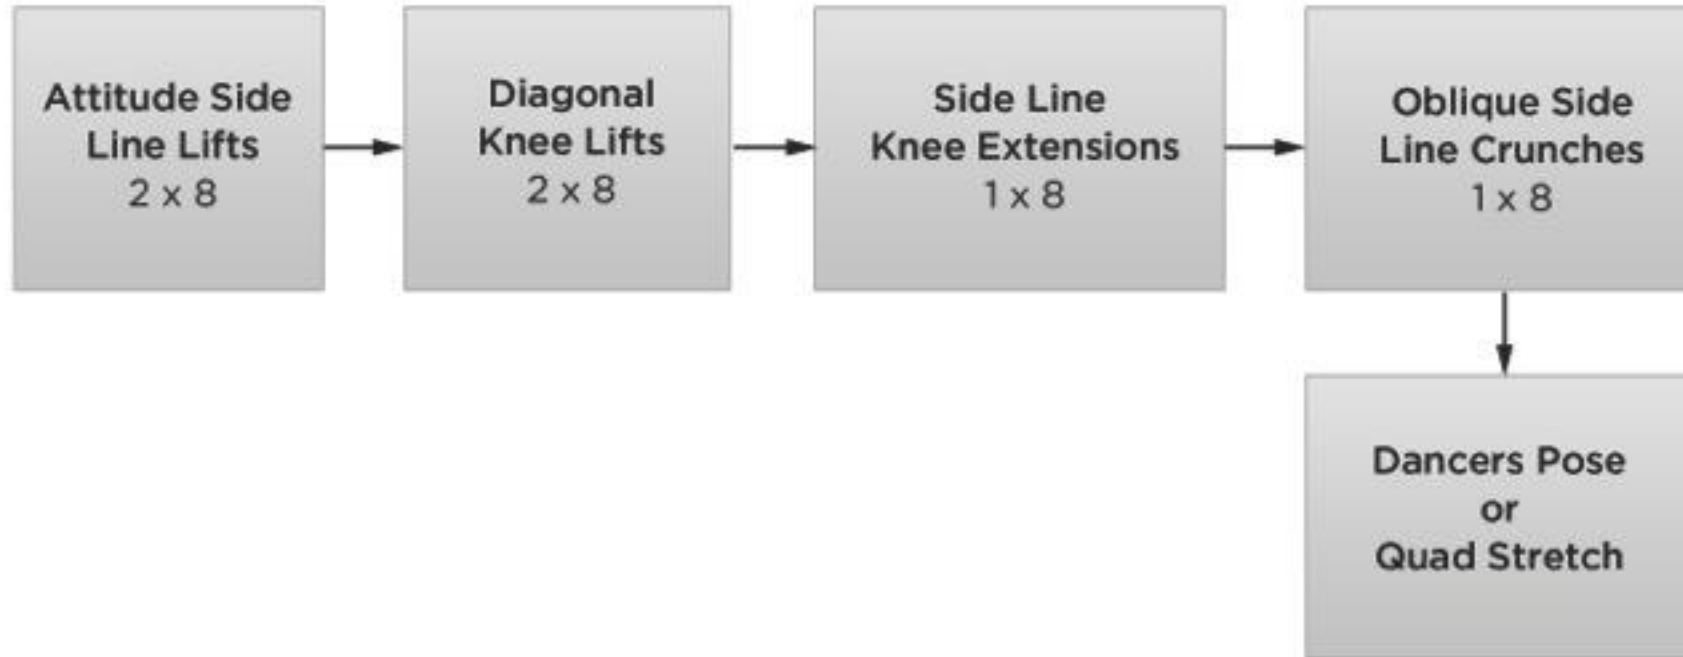 Attitude Side
Line Lifts
2 x 8
Diagonal
Knee Lifts
2 x 8
Side Line
Knee Extensions
1 x 8
Oblique Side
Line Crunches
1 x 8
Dancers Pose
or
Quad Stretch